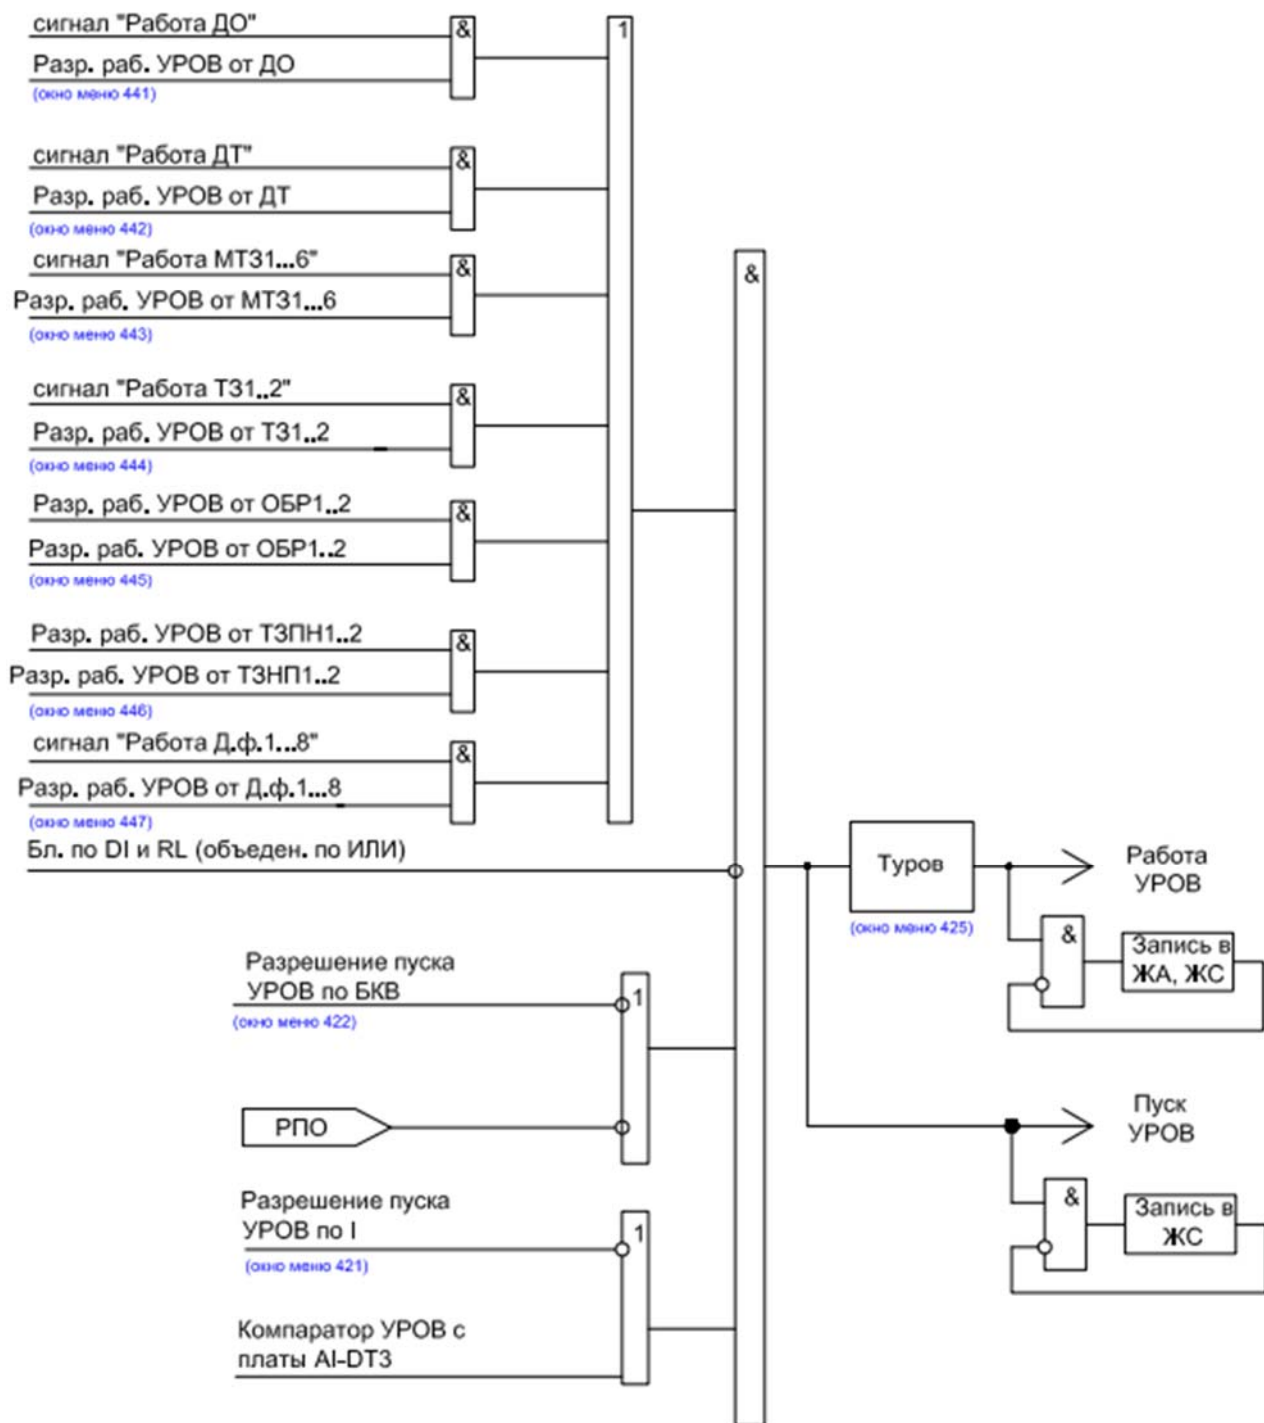 сигнал "Работа ДО"
&
1
Разр. раб. УРОВ от ДО
(окно меню 441)
сигнал "Работа ДТ"
&
Разр. раб. УРОВ от ДТ
(окно меню 442)
сигнал "Работа МТЗ1...6"
&
Разр. раб. УРОВ от МТЗ1...6
(окно меню 443)
&
сигнал "Работа ТЗ1..2"
&
Разр. раб. УРОВ от ТЗ1..2
(окно меню 444)
Разр. раб. УРОВ от ОБР1..2
&
Разр. раб. УРОВ от ОБР1..2
(окно меню 445)
Разр. раб. УРОВ от ТЗПН1..2
&
Разр. раб. УРОВ от ТЗНП1..2
(окно меню 446)
сигнал "Работа Д.ф.1...8"
&
Разр. раб. УРОВ от Д.ф.1...8
(окно меню 447)
Бл. по DI и RL (объеден. по ИЛИ)
Туров
(окно меню 425)
Работа
УРОВ
&
Запись в
ЖА, ЖС
Разрешение пуска
УРОВ по БКВ
(окно меню 422)
1
РПО
Пуск
УРОВ
&
Запись в
ЖС
Разрешение пуска
УРОВ по I
(окно меню 421)
1
Компаратор УРОВ с
платы AI-DT3